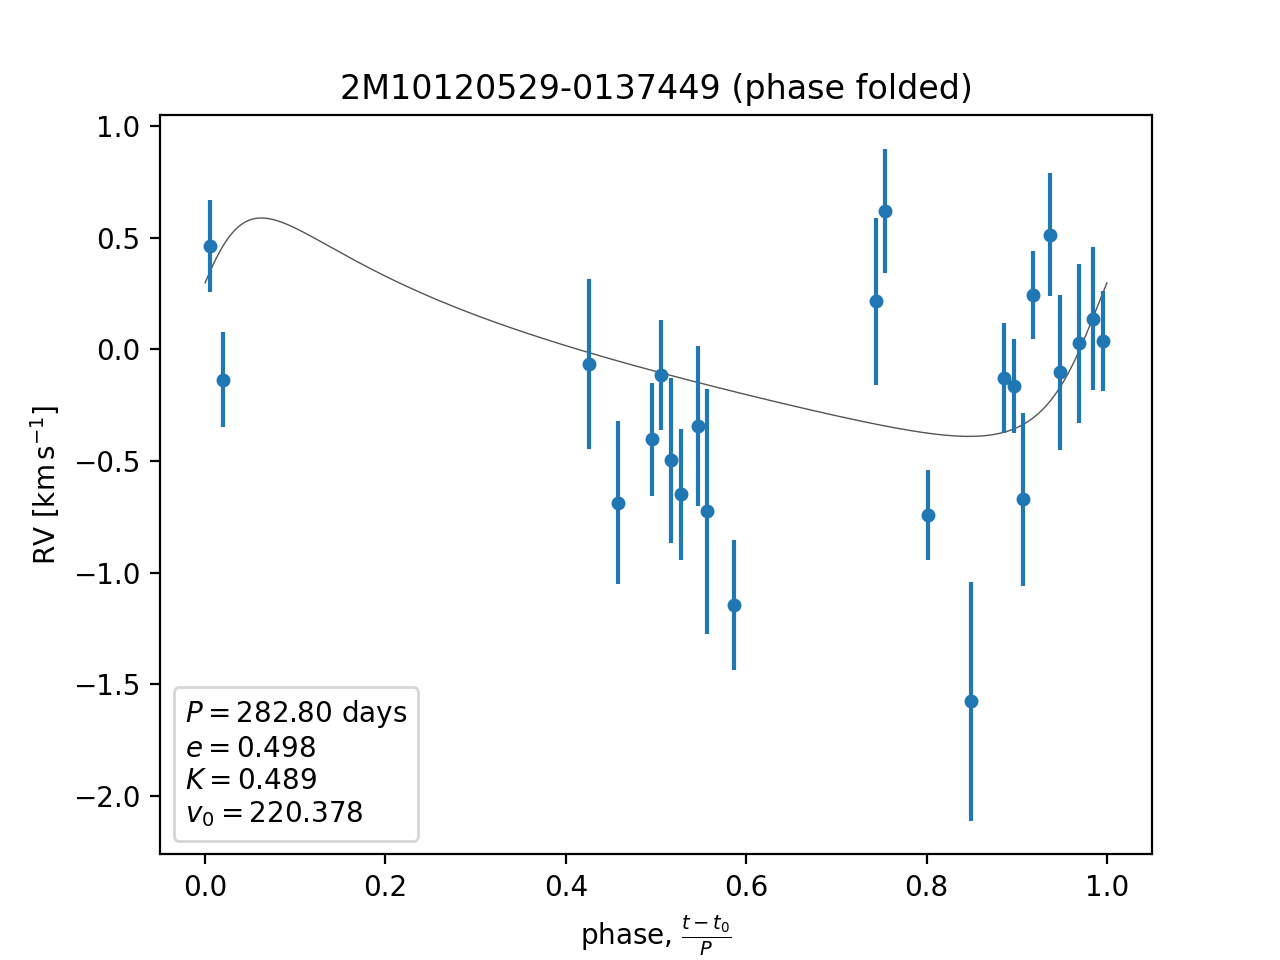 2M10120529-0137449 (phase folded)
1.0
0.5
0.0
−0.5
−1.0
−1.5
−2.0
RV [km s⁻¹]
P = 282.80 days
e = 0.498
K = 0.489
v₀ = 220.378
0.0 0.2 0.4 0.6 0.8 1.0
phase, (t − t₀)/P